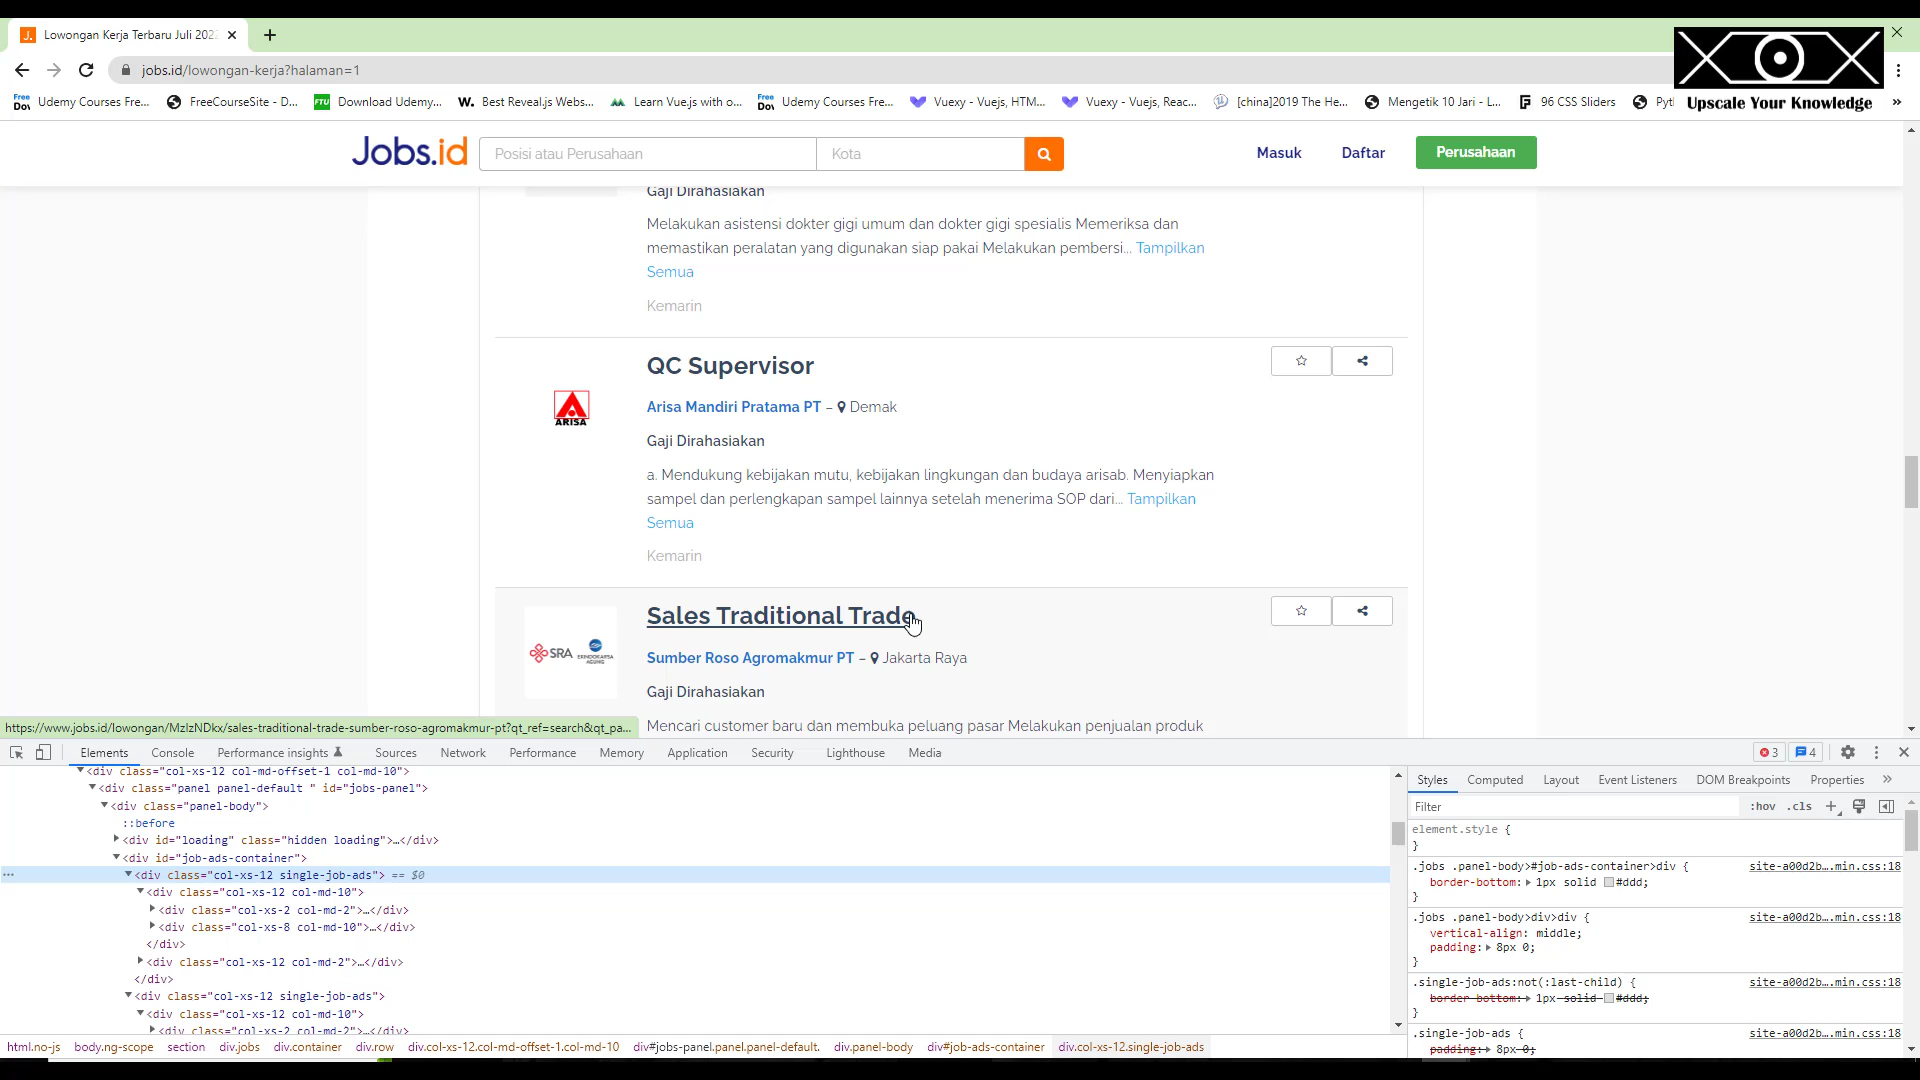 Lowongan Kerja Terbaru Juli 202
jobs.id/lowongan-kerja?halaman=1
Udemy Courses Fre... FreeCourseSite - D... Download Udemy... Best Reveal.js Webs... Learn Vue.js with o... Udemy Courses Fre... Vuexy - Vuejs, HTM... Vuexy - Vuejs, Reac... [china]2019 The He... Mengetik 10 Jari - L... 96 CSS Sliders Pyt
Upscale Your Knowledge
Jobs.id Posisi atau Perusahaan Kota Masuk Daftar Perusahaan
Gaji Dirahasiakan
Melakukan asistensi dokter gigi umum dan dokter gigi spesialis Memeriksa dan
memastikan peralatan yang digunakan siap pakai Melakukan pembersi... Tampilkan
Semua
Kemarin
QC Supervisor
ARISA
Arisa Mandiri Pratama PT – Demak
Gaji Dirahasiakan
a. Mendukung kebijakan mutu, kebijakan lingkungan dan budaya arisab. Menyiapkan
sampel dan perlengkapan sampel lainnya setelah menerima SOP dari... Tampilkan
Semua
Kemarin
Sales Traditional Trade
SRA
Sumber Roso Agromakmur PT – Jakarta Raya
Gaji Dirahasiakan
Mencari customer baru dan membuka peluang pasar Melakukan penjualan produk
https://www.jobs.id/lowongan/MzIzNDkx/sales-traditional-trade-sumber-roso-agromakmur-pt?qt_ref=search&qt_pa...
Elements Console Performance insights Sources Network Performance Memory Application Security Lighthouse Media 3 4
<div class="col-xs-12 col-md-offset-1 col-md-10">
<div class="panel panel-default " id="jobs-panel">
<div class="panel-body">
::before
<div id="loading" class="hidden loading">…</div>
<div id="job-ads-container">
<div class="col-xs-12 single-job-ads"> == $0
<div class="col-xs-12 col-md-10">
<div class="col-xs-2 col-md-2">…</div>
<div class="col-xs-8 col-md-10">…</div>
</div>
<div class="col-xs-12 col-md-2">…</div>
</div>
<div class="col-xs-12 single-job-ads">
<div class="col-xs-12 col-md-10">
<div class="col-xs-2 col-md-2">…</div>
html.no-js body.ng-scope section div.jobs div.container div.row div.col-xs-12.col-md-offset-1.col-md-10 div#jobs-panel.panel.panel-default. div.panel-body div#job-ads-container div.col-xs-12.single-job-ads
Styles Computed Layout Event Listeners DOM Breakpoints Properties »
Filter :hov .cls +
element.style {
}
.jobs .panel-body>#job-ads-container>div { site-a00d2b….min.css:18
border-bottom: 1px solid #ddd;
}
.jobs .panel-body>div>div { site-a00d2b….min.css:18
vertical-align: middle;
padding: 8px 0;
}
.single-job-ads:not(:last-child) { site-a00d2b….min.css:18
border-bottom: 1px solid #ddd;
}
.single-job-ads { site-a00d2b….min.css:18
padding: 8px 0;